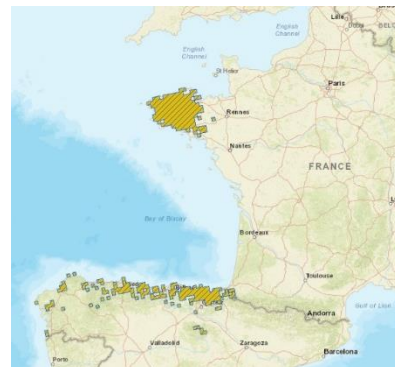 Lille
English
Channel
English
Channel
St Helier
Paris
Rennes
Nantes
FRANCE
Bay of Biscay
Bordeaux
Toulouse
Gulf of Lion
Andorra
Valladolid
Zaragoza
Barcelona
Porto